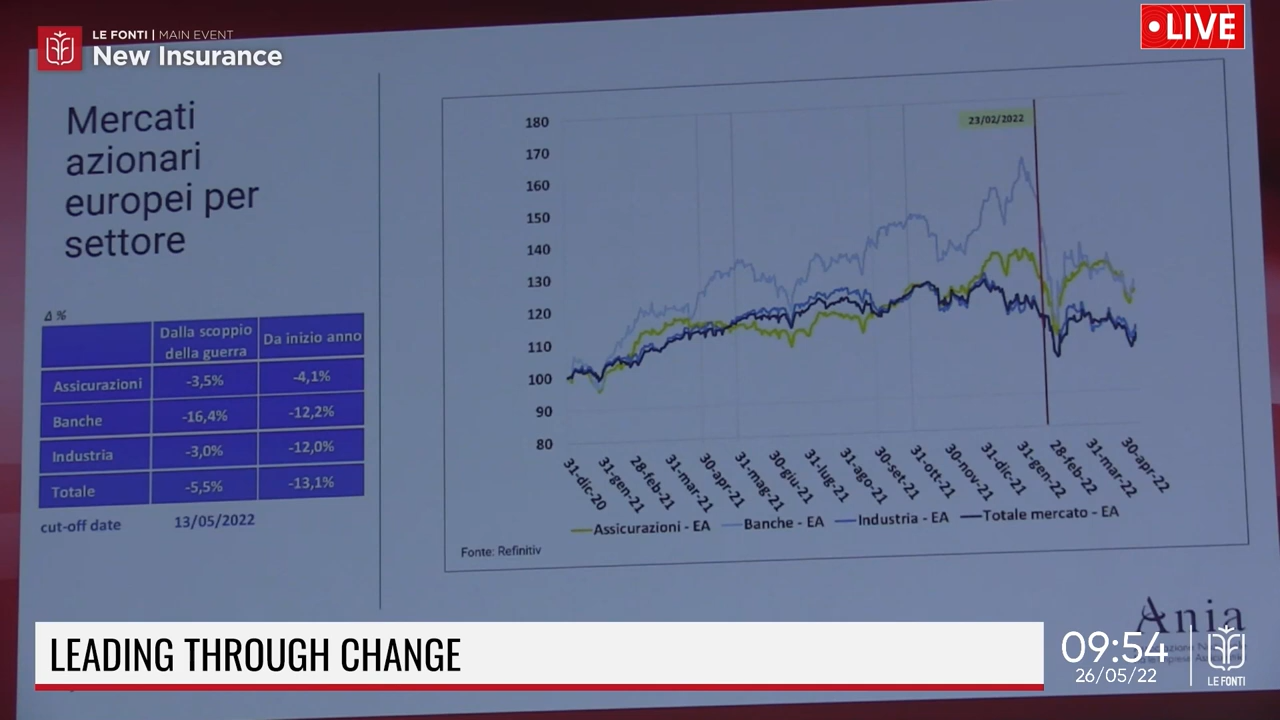 LE FONTI | MAIN EVENT
New Insurance
LIVE
Mercati
azionari
europei per
settore
Δ %
Dalla scoppio della guerra Da inizio anno
Assicurazioni -3,5% -4,1%
Banche -16,4% -12,2%
Industria -3,0% -12,0%
Totale -5,5% -13,1%
cut-off date 13/05/2022
23/02/2022
180
170
160
150
140
130
120
110
100
90
80
31-dic-20 31-gen-21 28-feb-21 31-mar-21 30-apr-21 31-mag-21 30-giu-21 31-lug-21 31-ago-21 30-set-21 31-ott-21 30-nov-21 31-dic-21 31-gen-22 28-feb-22 31-mar-22 30-apr-22
Assicurazioni - EA Banche - EA Industria - EA Totale mercato - EA
Fonte: Refinitiv
Ania
LEADING THROUGH CHANGE
09:54
26/05/22
LE FONTI